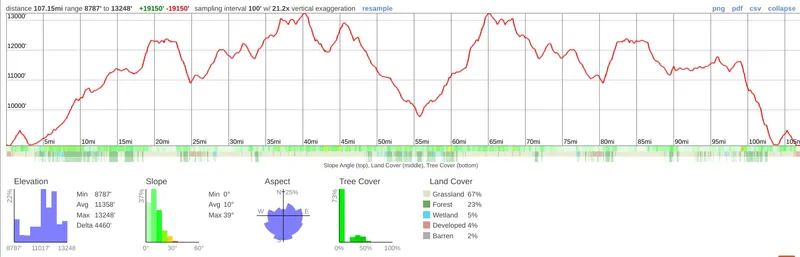 distance 107.15mi range 8787' to 13248' +19150' -19150' sampling interval 100' w/ 21.2x vertical exaggeration resample png pdf csv collapse
13000'
12000'
11000'
10000'
5mi 10mi 15mi 20mi 25mi 30mi 35mi 40mi 45mi 50mi 55mi 60mi 65mi 70mi 75mi 80mi 85mi 90mi 95mi 100mi 105m
Slope Angle (top), Land Cover (middle), Tree Cover (bottom)
Elevation
22%
Min 8787'
Avg 11358'
Max 13248'
Delta 4460'
8787' 11017' 13248
Slope
37%
Min 0°
Avg 10°
Max 39°
0° 30° 60°
Aspect
N 25%
W E
S
Tree Cover
73%
0% 50% 100%
Land Cover
Grassland 67%
Forest 23%
Wetland 5%
Developed 4%
Barren 2%